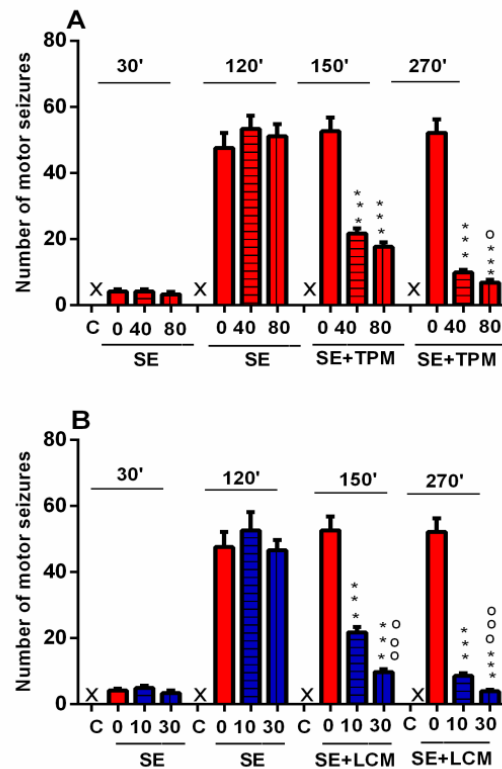 A
Number of motor seizures
80
60
40
20
0
30'
120'
150'
270'
***
***
***
o***
X
X
X
X
C 0 40 80 0 40 80 0 40 80 0 40 80
SE SE SE+TPM SE+TPM
B
Number of motor seizures
80
60
40
20
0
30'
120'
150'
270'
***
***ooo
***
***ooo
X
X
X
X
C 0 10 30 C 0 10 30 C 0 10 30 C 0 10 30
SE SE SE+LCM SE+LCM